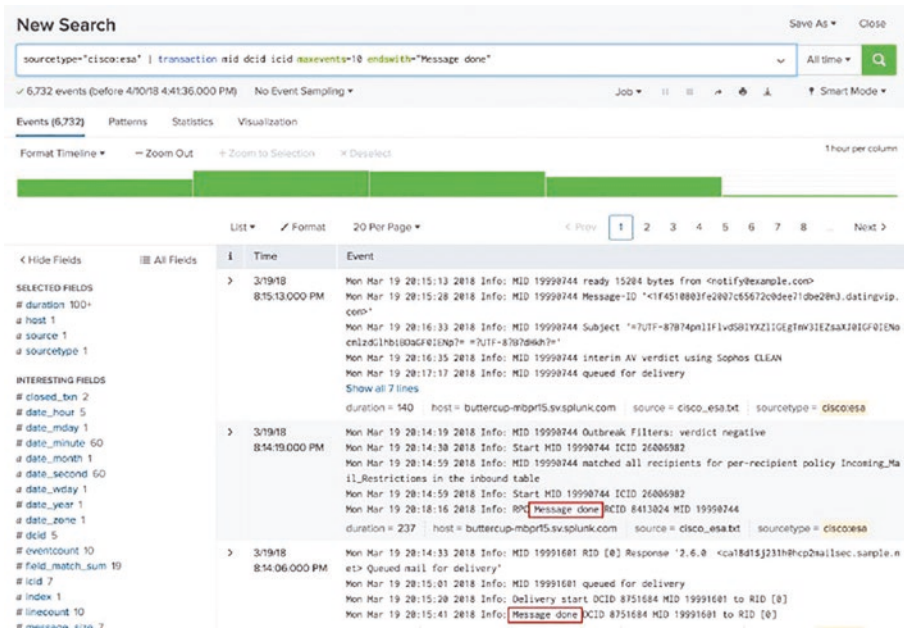 New Search
Save As ▾ Close
sourcetype="cisco:esa" | transaction mid dcid icid maxevents=10 endswith="Message done"
All time ▾
✓ 6,732 events (before 4/10/18 4:41:36.000 PM) No Event Sampling ▾
Job ▾
Smart Mode ▾
Events (6,732) Patterns Statistics Visualization
Format Timeline ▾ — Zoom Out + Zoom to Selection × Deselect
1 hour per column
List ▾ Format 20 Per Page ▾
< Prev 1 2 3 4 5 6 7 8 ... Next >
< Hide Fields All Fields
i Time Event
SELECTED FIELDS
# duration 100+
a host 1
a source 1
a sourcetype 1
INTERESTING FIELDS
# closed_txn 2
# date_hour 5
# date_mday 1
# date_minute 60
a date_month 1
# date_second 60
a date_wday 1
# date_year 1
a date_zone 1
# dcid 5
# eventcount 10
# field_match_sum 19
# icid 7
a index 1
# linecount 10
# message_size 7
> 3/19/18
8:15:13.000 PM
Mon Mar 19 20:15:13 2018 Info: MID 19990744 ready 15204 bytes from <notify@example.com>
Mon Mar 19 20:15:28 2018 Info: MID 19990744 Message-ID
com>'
Mon Mar 19 20:16:33 2018 Info: MID 19990744 Subject
Mon Mar 19 20:16:35 2018 Info: MID 19990744 interim AV verdict using Sophos CLEAN
Mon Mar 19 20:17:17 2018 Info: MID 19990744 queued for delivery
Show all 7 lines
duration = 140 host = buttercup-mbpr15.sv.splunk.com source = cisco_esa.txt sourcetype = cisco:esa
> 3/19/18
8:14:19.000 PM
Mon Mar 19 20:14:19 2018 Info: MID 19990744 Outbreak Filters: verdict negative
Mon Mar 19 20:14:30 2018 Info: Start MID 19990744 ICID 26006982
Mon Mar 19 20:14:59 2018 Info: MID 19990744 matched all recipients for per-recipient policy Incoming_Ma
il_Restrictions in the inbound table
Mon Mar 19 20:14:59 2018 Info: Start MID 19990744 ICID 26006982
Mon Mar 19 20:18:16 2018 Info: RPC Message done RCID 8413024 MID 19990744
duration = 237 host = buttercup-mbpr15.sv.splunk.com source = cisco_esa.txt sourcetype = cisco:esa
> 3/19/18
8:14:06.000 PM
Mon Mar 19 20:14:33 2018 Info: MID 19991601 RID [0] Response '2.6.0
et> Queued mail for delivery'
Mon Mar 19 20:15:01 2018 Info: MID 19991601 queued for delivery
Mon Mar 19 20:15:20 2018 Info: Delivery start DCID 8751684 MID 19991601 to RID [0]
Mon Mar 19 20:15:41 2018 Info: Message done DCID 8751684 MID 19991601 to RID [0]